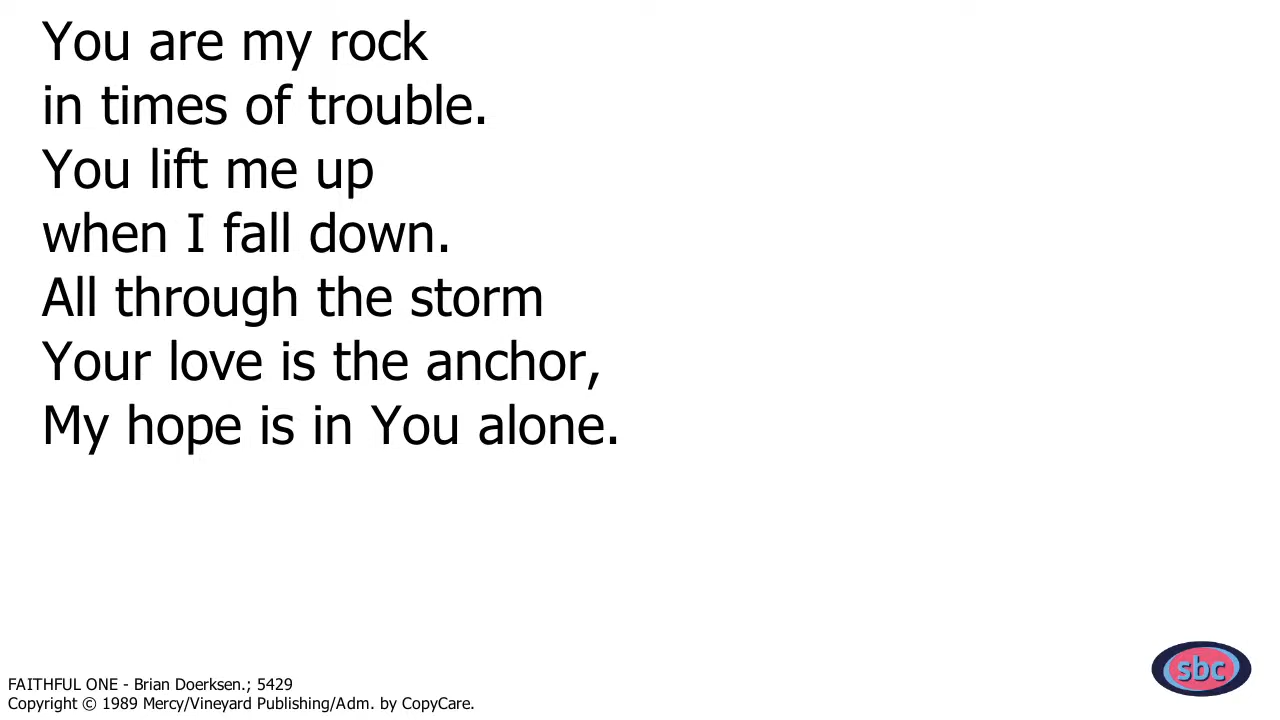 You are my rock
in times of trouble.
You lift me up
when I fall down.
All through the storm
Your love is the anchor,
My hope is in You alone.
FAITHFUL ONE - Brian Doerksen.; 5429
Copyright © 1989 Mercy/Vineyard Publishing/Adm. by CopyCare.
sbc